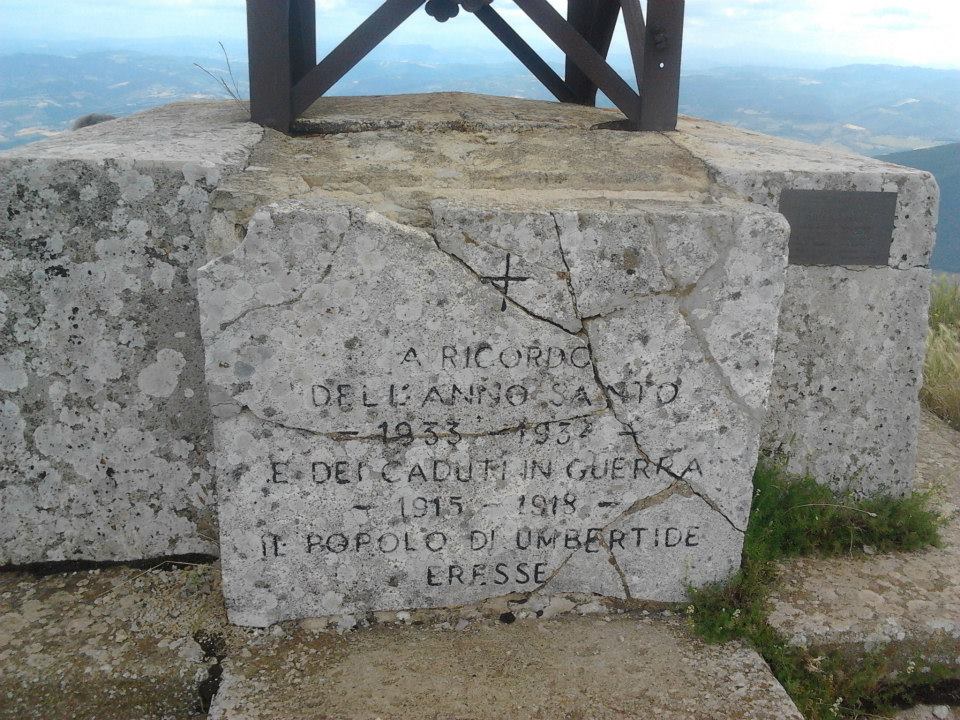 A RICORDO
DELL'ANNO SANTO
- 1933 - 1934 -
E DEI CADUTI IN GUERRA
- 1915 - 1918 -
IL POPOLO DI UMBERTIDE
ERESSE